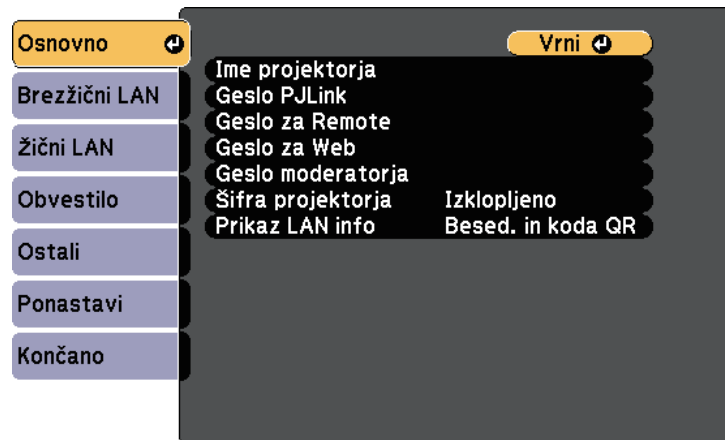 Osnovno
Brezžični LAN
Žični LAN
Obvestilo
Ostali
Ponastavi
Končano
Vrni
Ime projektorja
Geslo PJLink
Geslo za Remote
Geslo za Web
Geslo moderatorja
Šifra projektorja Izklopljeno
Prikaz LAN info Besed. in koda QR